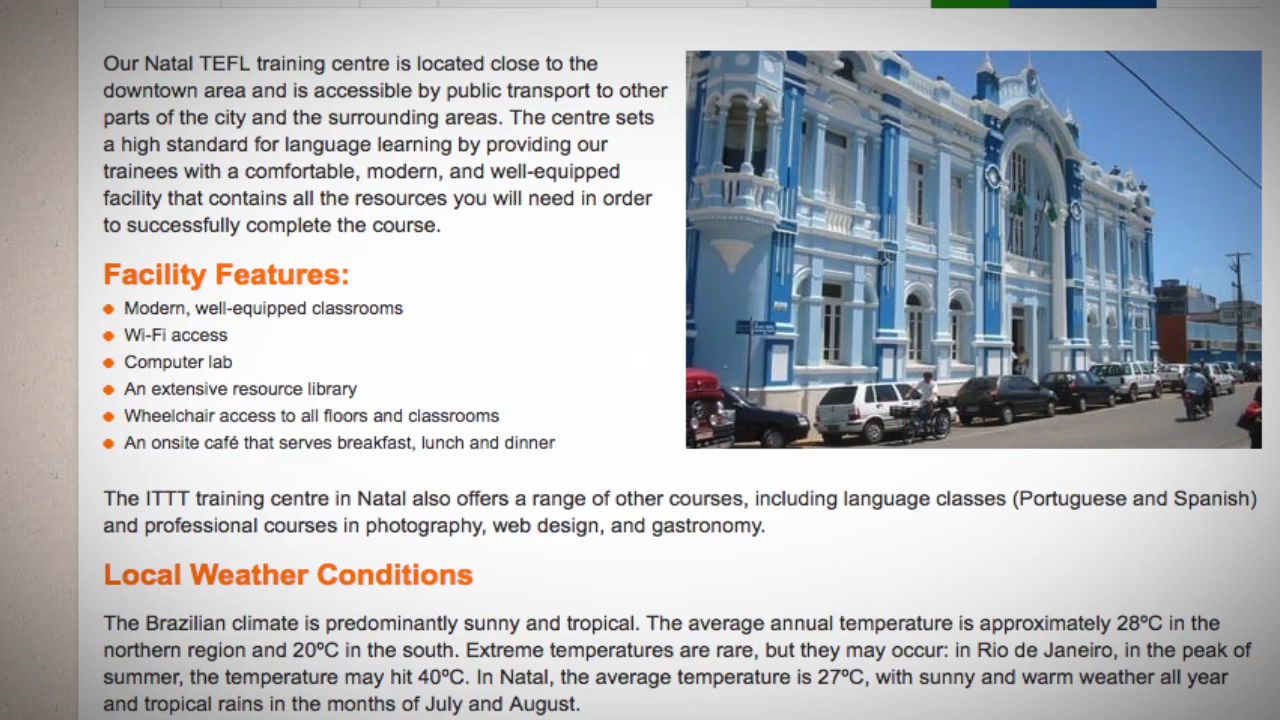 Our Natal TEFL training centre is located close to the
downtown area and is accessible by public transport to other
parts of the city and the surrounding areas. The centre sets
a high standard for language learning by providing our
trainees with a comfortable, modern, and well-equipped
facility that contains all the resources you will need in order
to successfully complete the course.
Facility Features:
Modern, well-equipped classrooms
Wi-Fi access
Computer lab
An extensive resource library
Wheelchair access to all floors and classrooms
An onsite café that serves breakfast, lunch and dinner
The ITTT training centre in Natal also offers a range of other courses, including language classes (Portuguese and Spanish)
and professional courses in photography, web design, and gastronomy.
Local Weather Conditions
The Brazilian climate is predominantly sunny and tropical. The average annual temperature is approximately 28ºC in the
northern region and 20ºC in the south. Extreme temperatures are rare, but they may occur: in Rio de Janeiro, in the peak of
summer, the temperature may hit 40ºC. In Natal, the average temperature is 27ºC, with sunny and warm weather all year
and tropical rains in the months of July and August.